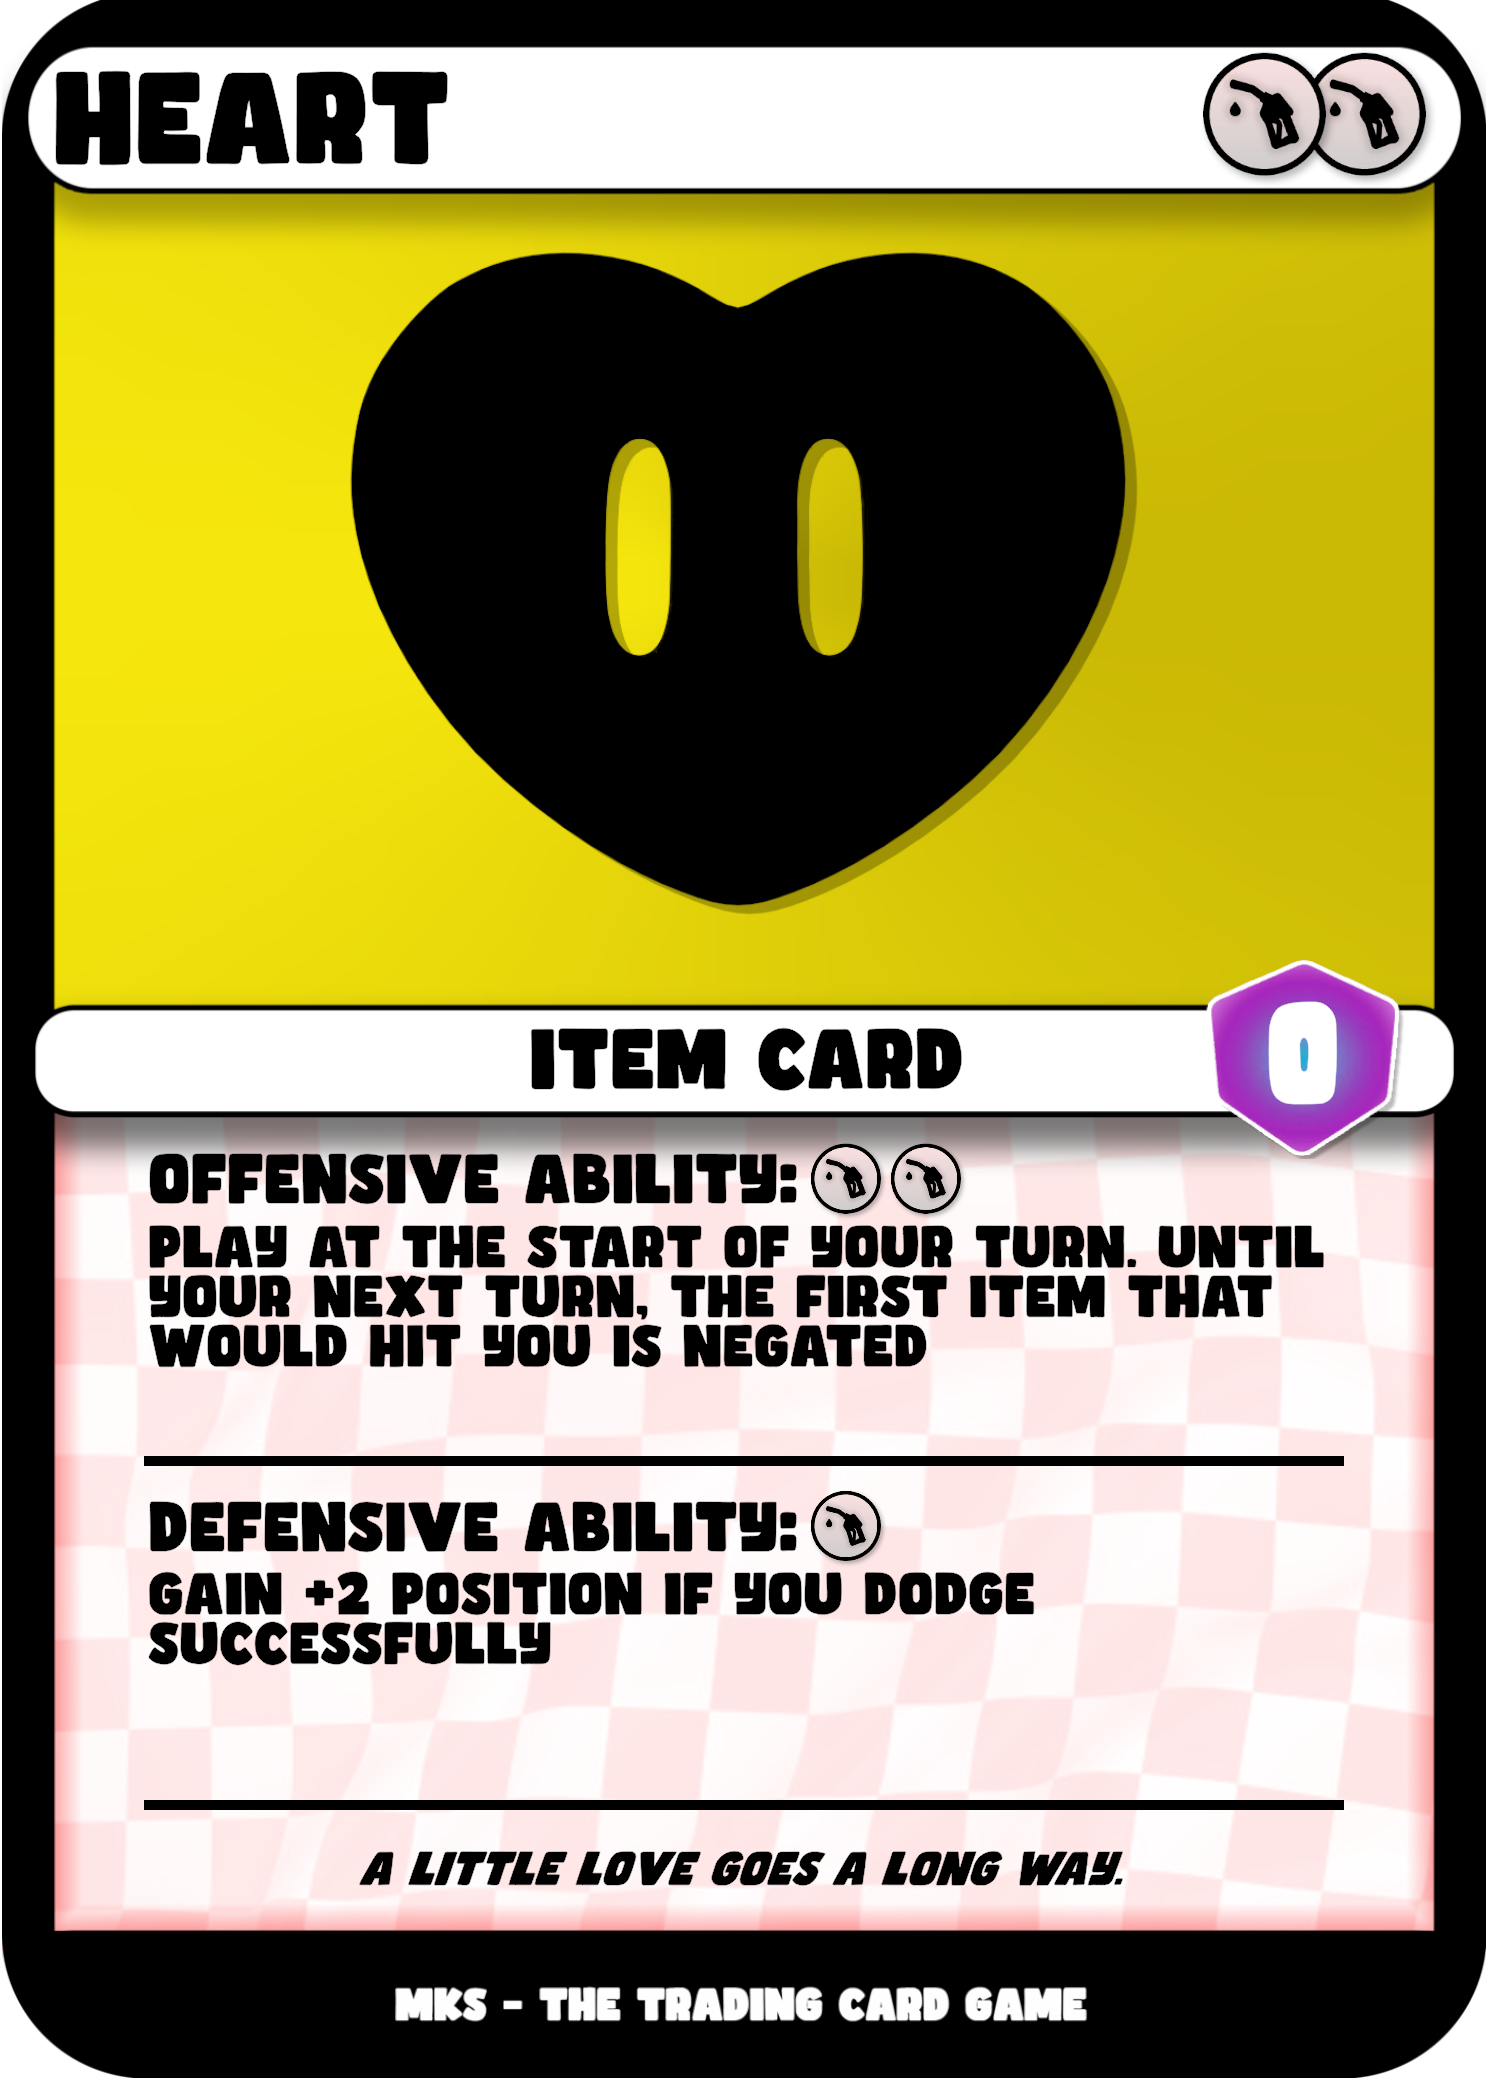 HEART
ITEM CARD
0
OFFENSIVE ABILITY:
PLAY AT THE START OF YOUR TURN. UNTIL
YOUR NEXT TURN, THE FIRST ITEM THAT
WOULD HIT YOU IS NEGATED
DEFENSIVE ABILITY:
GAIN +2 POSITION IF YOU DODGE
SUCCESSFULLY
A LITTLE LOVE GOES A LONG WAY.
MKS - THE TRADING CARD GAME